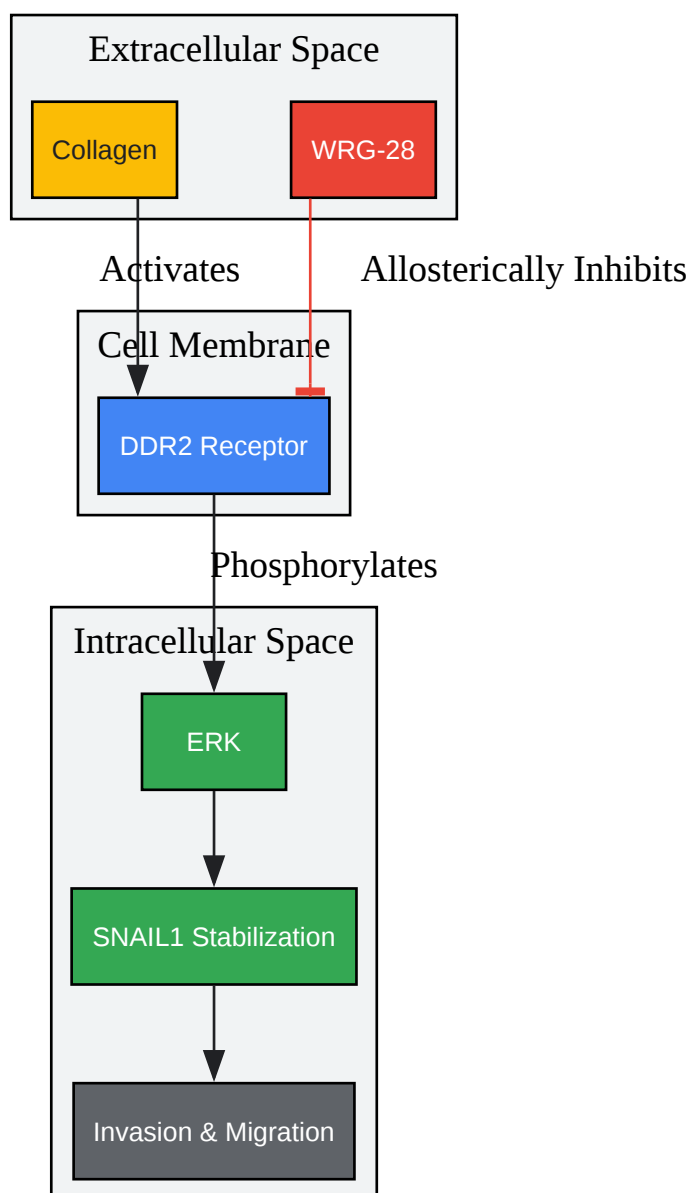 Extracellular Space
Collagen
WRG-28
Activates
Allosterically Inhibits
Cell Membrane
DDR2 Receptor
Phosphorylates
Intracellular Space
ERK
SNAIL1 Stabilization
Invasion & Migration